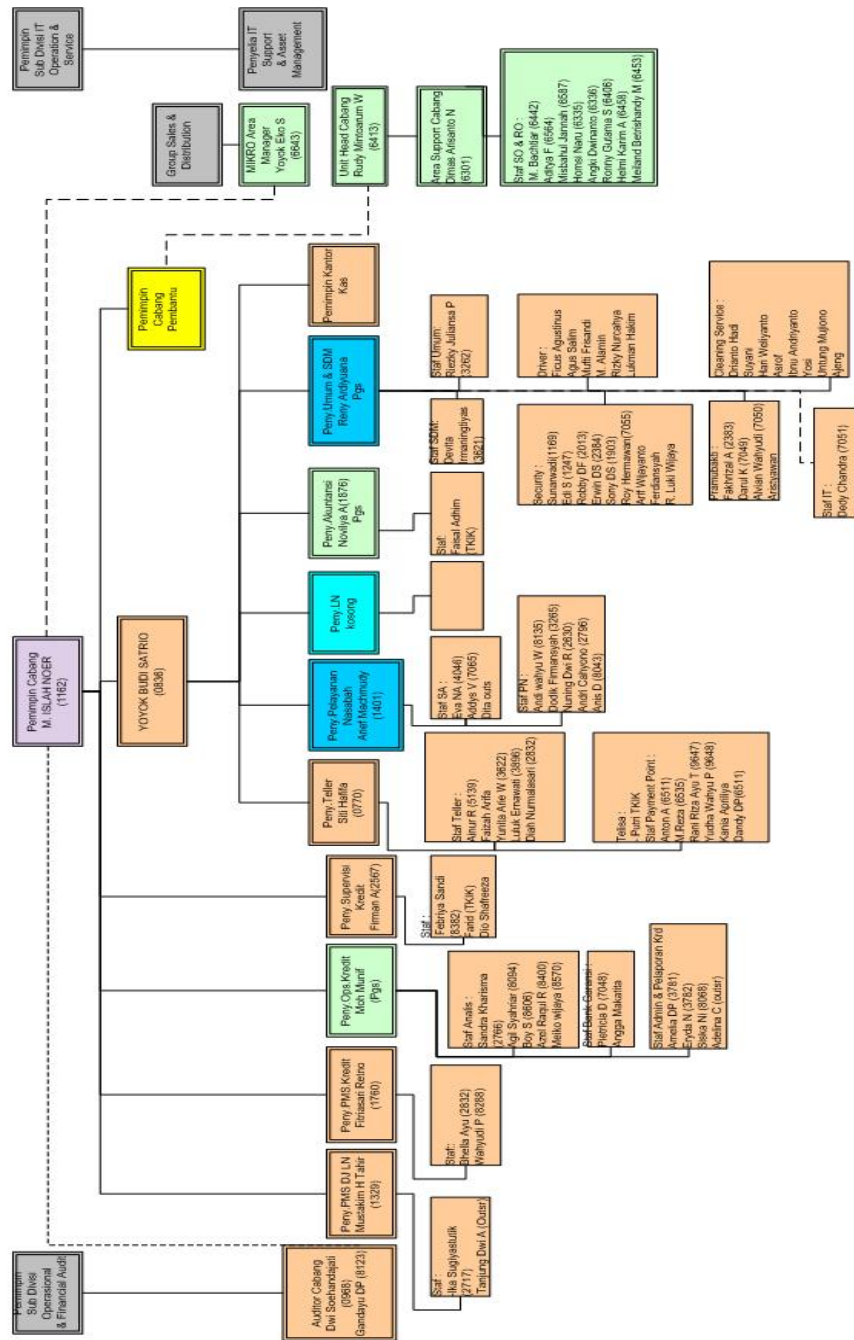 Pemimpin
Sub Divisi
Operasional
& Financial Audit
Auditor Cabang
Dwi Soehandajati
(0968)
Gandayu DP (8123)
Pemimpin Cabang
M. ISLAH NOER
(1162)
MIKRO Area
Manager
Yoyok Eko S
(6643)
Group Sales &
Distribution
Pemimpin
Sub Divisi IT
Operation &
Service
Penyelia IT
Support
& Asset
Management
Unit Head Cabang
Rudy Mintoarum W
(6413)
Area Support Cabang
Dimas Arisanto N
(6301)
Staf SO & RO :
M. Bachtiar (6442)
Aditya F (6564)
Misbahul Jannah (6587)
Homsi Naru (6335)
Angki Dwinanto (6336)
Ronny Gutama S (6406)
Helmi Karim A (6458)
Meiland Betrishandy M (6453)
Pemimpin
Cabang
Pembantu
YOYOK BUDI SATRIO
(0836)
Peny.PMS DJ LN
Mustakim H Tahir
(1329)
Staf :
-Ika Sugiyastutik
(2717)
Tanjung Dwi A (Outsr)
Peny.PMS.Kredit
Fitriasari Retno
(1760)
Staf:
Bhella Ayu (2832)
Wahyudi P (8288)
Peny.Ops.Kredit
Moh Munif
(Pgs)
Staf Analis :
Sandra Kharisma
(2766)
Agil Syahriar (8094)
Boy S (8606)
Azel Raqul R (8400)
Meiko wijaya (8570)
Staf Bank Garansi :
Pietricia D (7048)
Angga Makarita
Staf Admin & Pelaporan Krd
Amelia DP (3781)
Eryda N (3782)
Siska NI (8068)
Adelina C (outsr)
Peny Supervisi
Kredit
Firman A(2567)
Staf :
Febriya Sandi
(8382)
Farid (TKIK)
Dio Shafreeza
Peny.Teller
Siti Hafifa
(0770)
Staf Teller :
Ainur R (5139)
Faizah Arifa
Yunita Arie W (3622)
Luluk Ernawati (3896)
Diah Nurmalasari (2832)
Telisa :
- Putri TKIK
Staf Payment Point :
Anton A (6511)
M.Reza (6535)
Rani Riza Ayu T (9647)
Yudha Wahyu P (9648)
Kania Apriliya
Dandy DP(6511)
Peny.Pelayanan
Nasabah
Arief Machmudy
(1401)
Staf SA :
Eva NA (4046)
Addys V (7065)
Dita outs
Staf PN :
Andi wahyu W (8135)
Dodik Firmansyah (3265)
Nuning Dwi R (2630)
Andri Cahyono (2796)
Anis D (8043)
Peny.LN
kosong
Peny.Akuntansi
Noviiya A(1876)
Pgs
Staf:
Faisal Adhim
(TKIK)
Peny.Umum & SDM
Reny Ardiyuana
Pgs
Staf SDM:
Devita
Irmaningtiyas
(3621)
Staf Umum:
Riezky Juliansa P
(3262)
Security :
Sunarwadi(1169)
Edi S (1247)
Robby DF (2013)
Erwin DS (2384)
Sony DS (1903)
Roy Hermawan(7055)
Arif Wijayanto
Ferdiansyah
R. Luki Wijaya
Driver :
Ficus Agustinus
Agus Salim
Mufti Frisandi
M. Alamin
Rizky Nurcahya
Lukman Hakim
Pramubakti :
Fakhrizal A (2383)
Darul K (7049)
Alvian Wahyudi (7050)
Arisyawan
Cleaning Service :
Drianto Hadi
Suyani
Hari Weliyanto
Asrof
Ibnu Andriyanto
Yosi
Untung Mujiono
Ajeng
Staf IT :
Dedy Chandra (7051)
Pemimpin Kantor
Kas